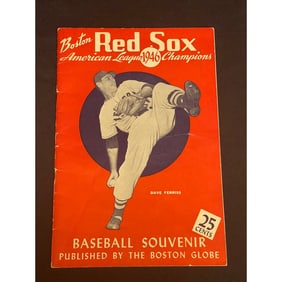 Boston Red Sox
American League 1946 Champions
DAVE FERRISS
25
CENTS
BASEBALL SOUVENIR
PUBLISHED BY THE BOSTON GLOBE